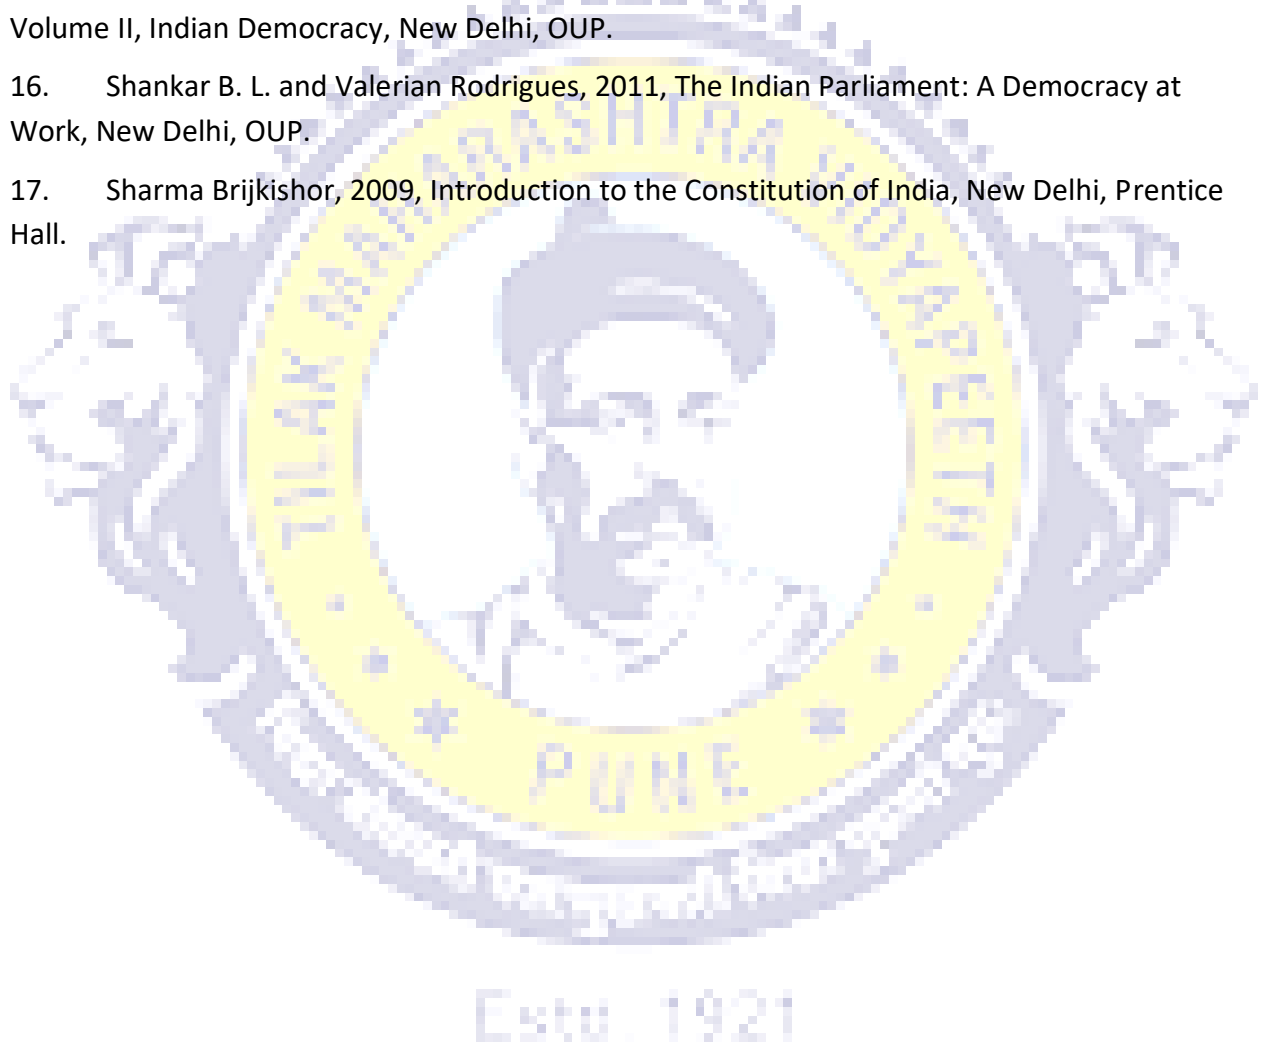 Volume II, Indian Democracy, New Delhi, OUP.
16. Shankar B. L. and Valerian Rodrigues, 2011, The Indian Parliament: A Democracy at
Work, New Delhi, OUP.
17. Sharma Brijkishor, 2009, Introduction to the Constitution of India, New Delhi, Prentice
Hall.
TILAK MAHARASHTRA VIDYAPEETH
PUNE
Estd. 1921